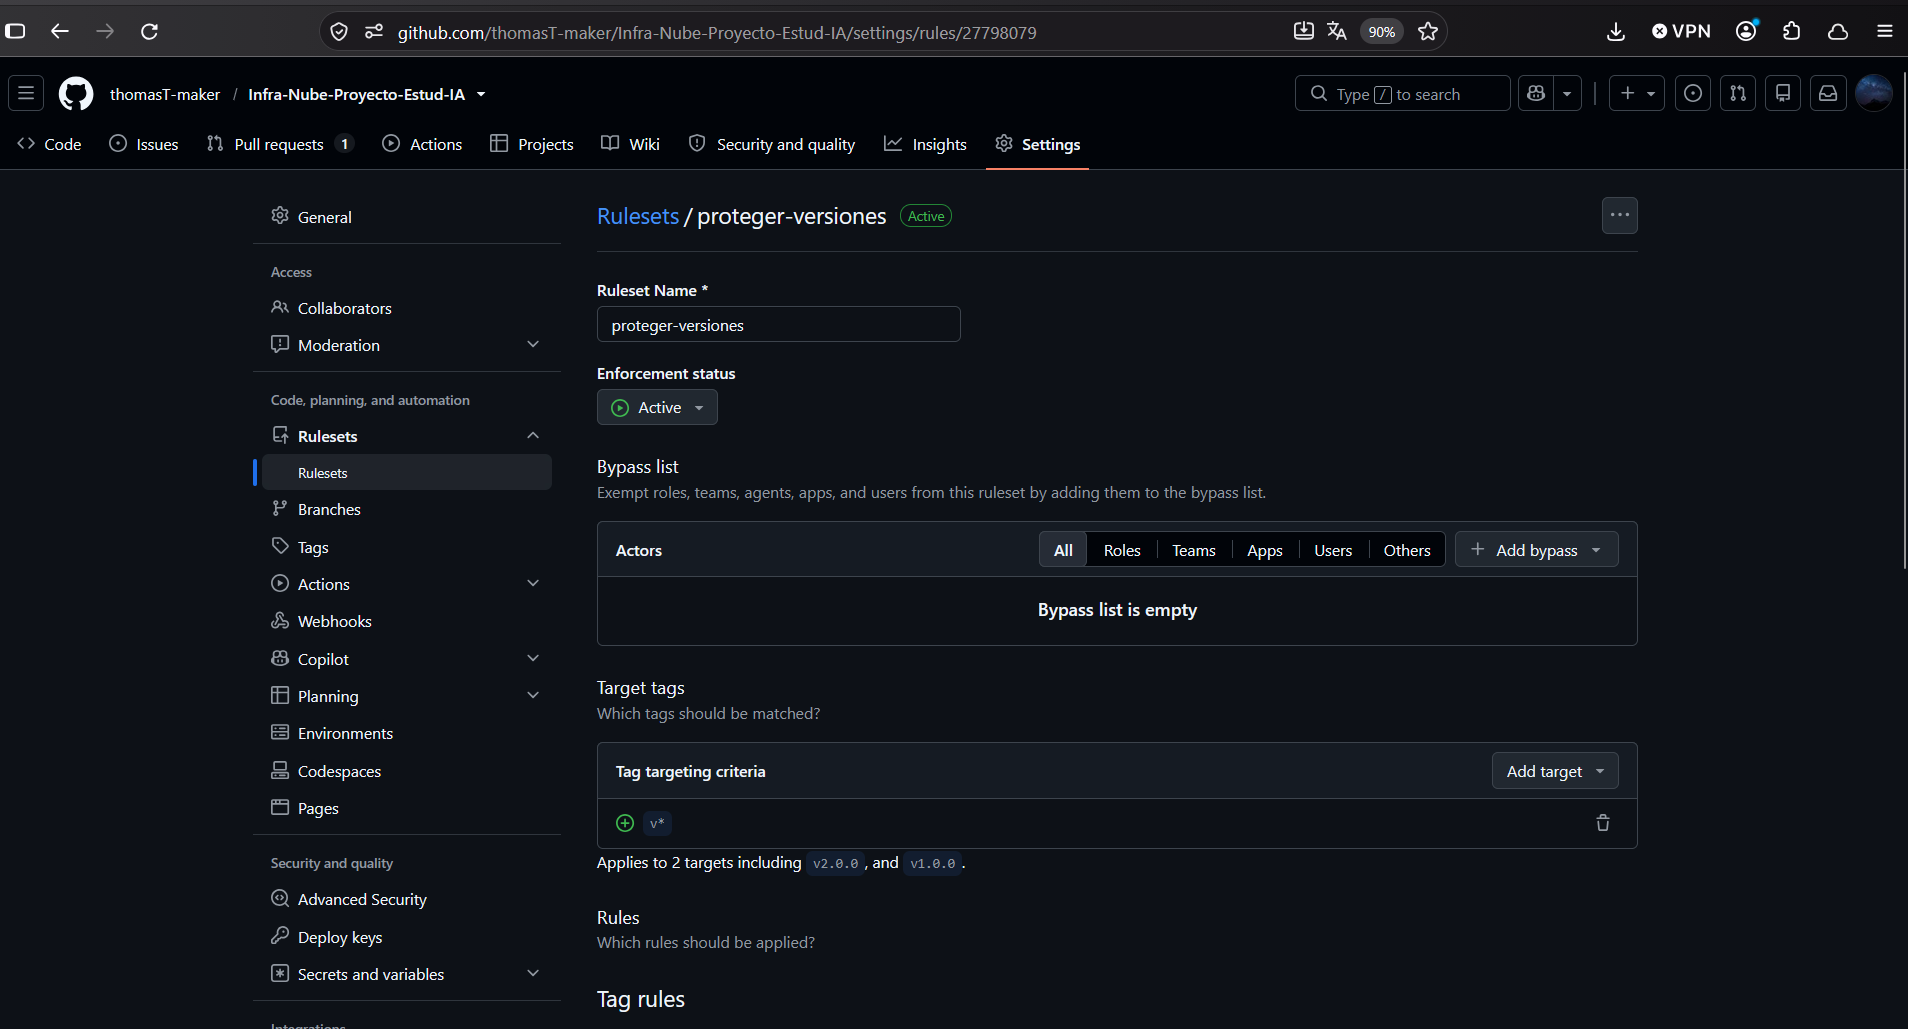 github.com/thomasT-maker/Infra-Nube-Proyecto-Estud-IA/settings/rules/27798079
90%
VPN
thomasT-maker / Infra-Nube-Proyecto-Estud-IA
Type / to search
Code
Issues
Pull requests 1
Actions
Projects
Wiki
Security and quality
Insights
Settings
General
Access
Collaborators
Moderation
Code, planning, and automation
Rulesets
Rulesets
Branches
Tags
Actions
Webhooks
Copilot
Planning
Environments
Codespaces
Pages
Security and quality
Advanced Security
Deploy keys
Secrets and variables
Integrations
Rulesets / proteger-versiones Active
Ruleset Name *
proteger-versiones
Enforcement status
Active
Bypass list
Exempt roles, teams, agents, apps, and users from this ruleset by adding them to the bypass list.
Actors
All Roles Teams Apps Users Others
Add bypass
Bypass list is empty
Target tags
Which tags should be matched?
Tag targeting criteria
Add target
v*
Applies to 2 targets including v2.0.0, and v1.0.0.
Rules
Which rules should be applied?
Tag rules